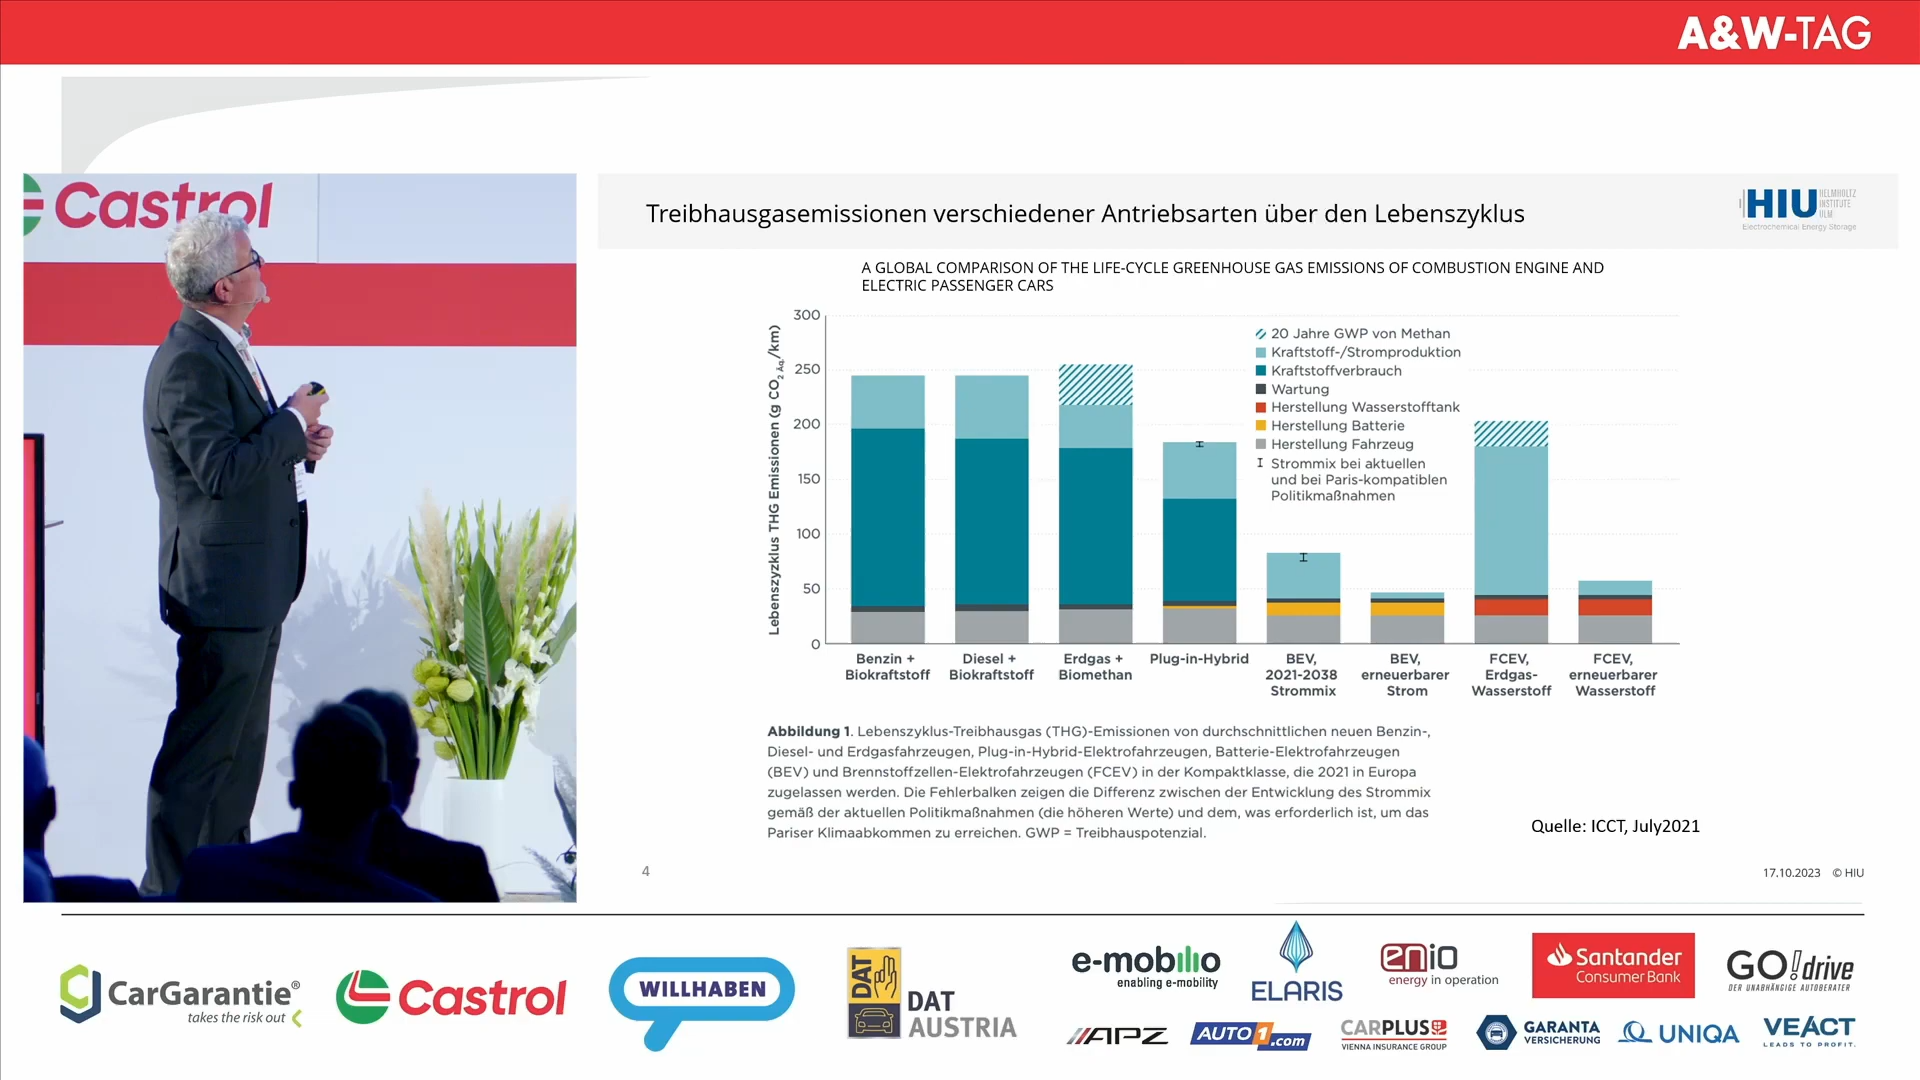 A&W-TAG
Castrol
Treibhausgasemissionen verschiedener Antriebsarten über den Lebenszyklus
HIU
HELMHOLTZ
INSTITUTE
ULM
Electrochemical Energy Storage
A GLOBAL COMPARISON OF THE LIFE-CYCLE GREENHOUSE GAS EMISSIONS OF COMBUSTION ENGINE AND
ELECTRIC PASSENGER CARS
Lebenszyzklus THG Emissionen (g CO2 Äq./km)
300
250
200
150
100
50
0
20 Jahre GWP von Methan
Kraftstoff-/Stromproduktion
Kraftstoffverbrauch
Wartung
Herstellung Wasserstofftank
Herstellung Batterie
Herstellung Fahrzeug
Strommix bei aktuellen
und bei Paris-kompatiblen
Politikmaßnahmen
Benzin +
Biokraftstoff
Diesel +
Biokraftstoff
Erdgas +
Biomethan
Plug-in-Hybrid
BEV,
2021-2038
Strommix
BEV,
erneuerbarer
Strom
FCEV,
Erdgas-
Wasserstoff
FCEV,
erneuerbarer
Wasserstoff
Abbildung 1. Lebenszyklus-Treibhausgas (THG)-Emissionen von durchschnittlichen neuen Benzin-,
Diesel- und Erdgasfahrzeugen, Plug-in-Hybrid-Elektrofahrzeugen, Batterie-Elektrofahrzeugen
(BEV) und Brennstoffzellen-Elektrofahrzeugen (FCEV) in der Kompaktklasse, die 2021 in Europa
zugelassen werden. Die Fehlerbalken zeigen die Differenz zwischen der Entwicklung des Strommix
gemäß der aktuellen Politikmaßnahmen (die höheren Werte) und dem, was erforderlich ist, um das
Pariser Klimaabkommen zu erreichen. GWP = Treibhauspotenzial.
Quelle: ICCT, July2021
4
17.10.2023 © HIU
CarGarantie®
takes the risk out
Castrol
WILLHABEN
DAT
DAT
AUSTRIA
e-mobilio
enabling e-mobility
ELARIS
enio
energy in operation
Santander
Consumer Bank
GO!drive
DER UNABHÄNGIGE AUTOBERATER
APZ
AUTO1.com
CARPLUS
VIENNA INSURANCE GROUP
GARANTA
VERSICHERUNG
UNIQA
VEACT
LEADS TO PROFIT.